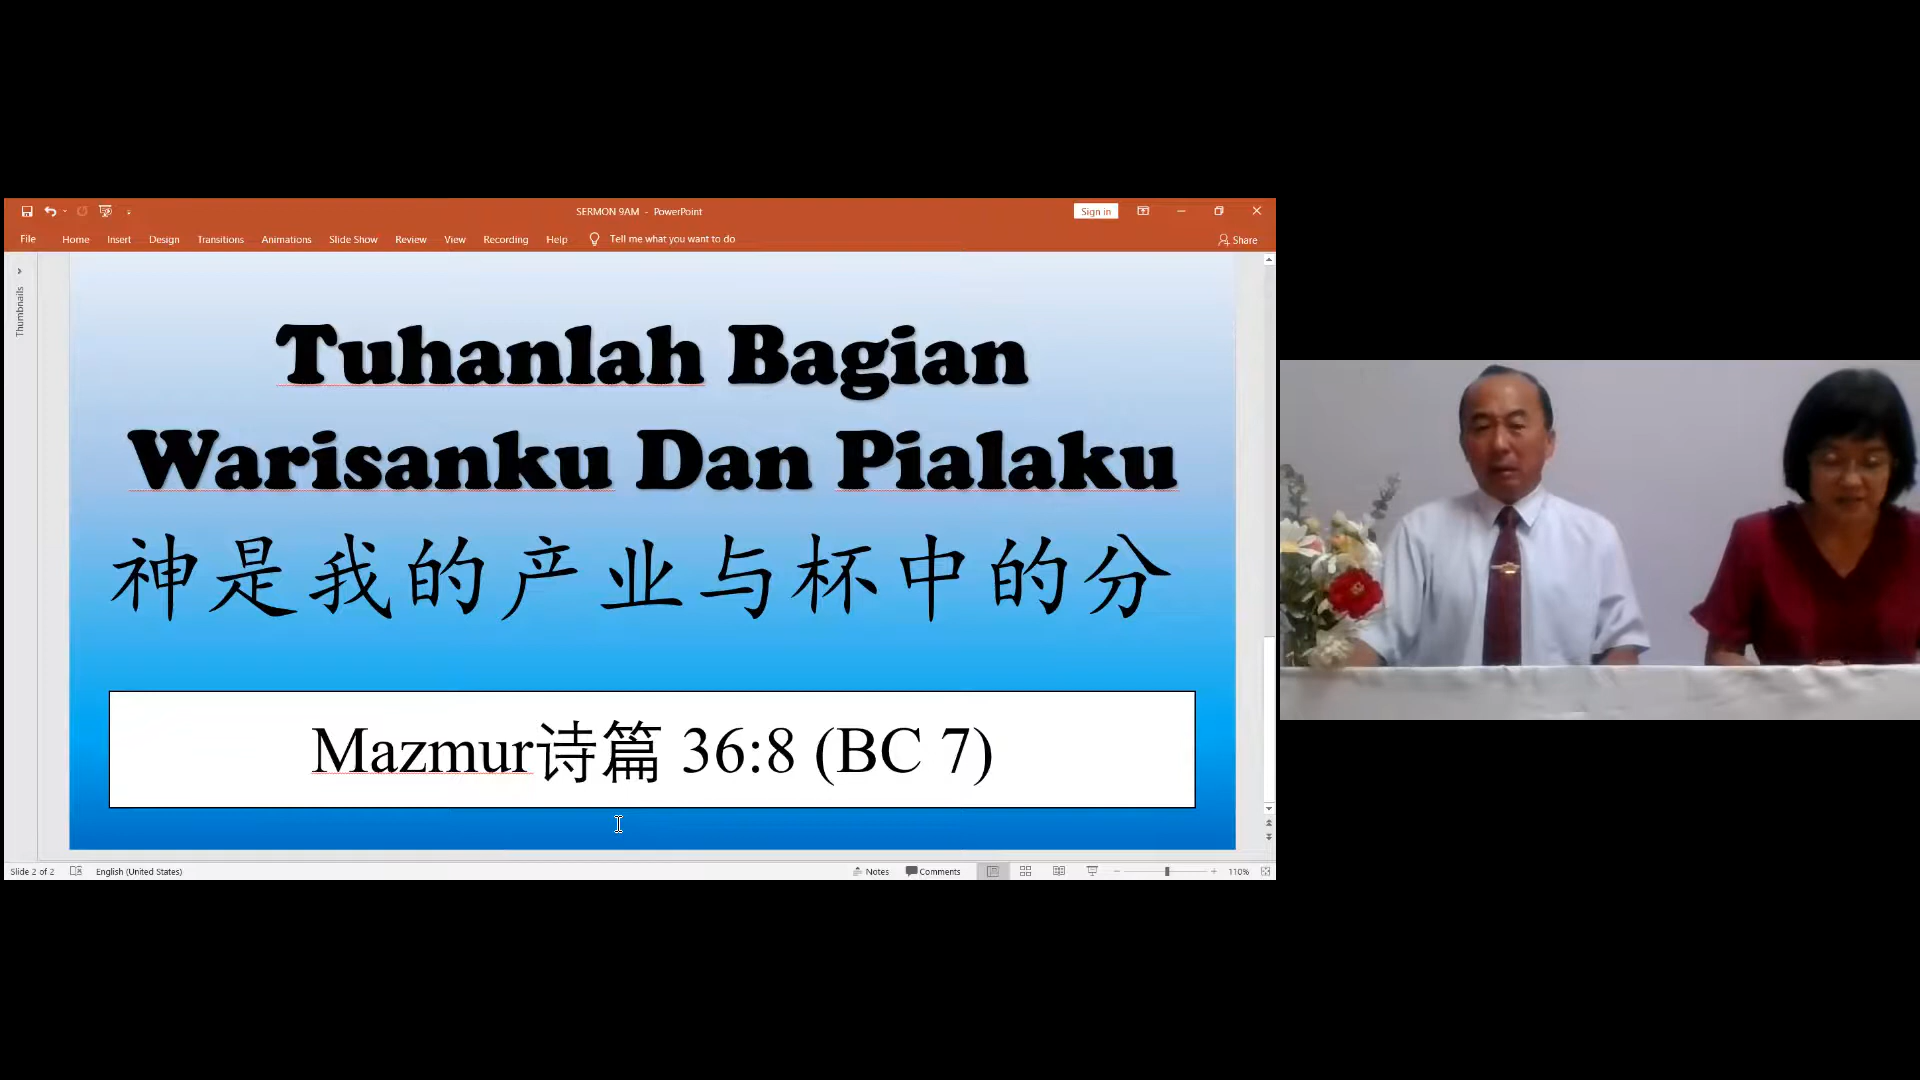 SERMON 9AM - PowerPoint
Sign in
File Home Insert Design Transitions Animations Slide Show Review View Recording Help Tell me what you want to do Share
Thumbnails
Tuhanlah Bagian
Warisanku Dan Pialaku
神是我的产业与杯中的分
Mazmur诗篇 36:8 (BC 7)
Slide 2 of 2 English (United States) Notes Comments 110%